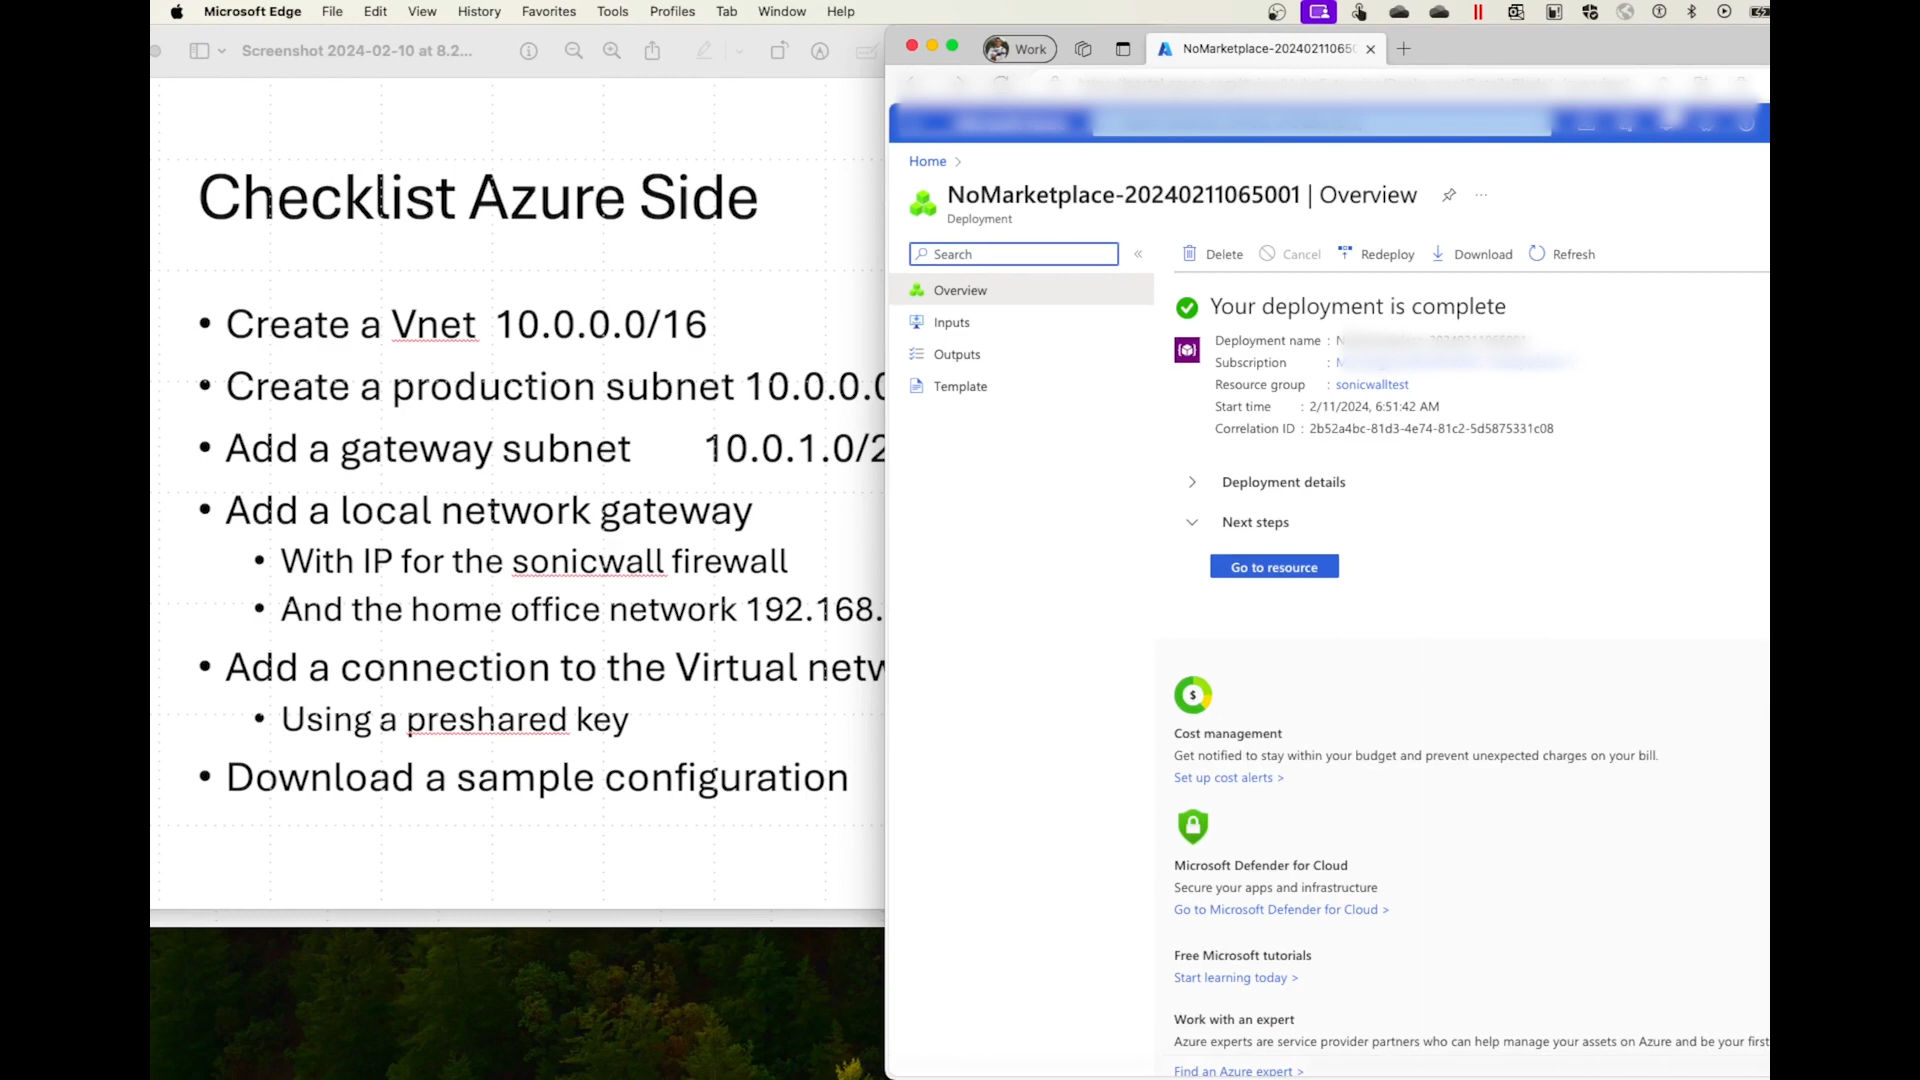 Microsoft Edge File Edit View History Favorites Tools Profiles Tab Window Help
Screenshot 2024-02-10 at 8.2...
Checklist Azure Side
• Create a Vnet 10.0.0.0/16
• Create a production subnet 10.0.0.0
• Add a gateway subnet 10.0.1.0/2
• Add a local network gateway
• With IP for the sonicwall firewall
• And the home office network 192.168.
• Add a connection to the Virtual netw
• Using a preshared key
• Download a sample configuration
Work
NoMarketplace-202402110650
Home >
NoMarketplace-20240211065001 | Overview
Deployment
Search
Delete Cancel Redeploy Download Refresh
Overview
Inputs
Outputs
Template
Your deployment is complete
Deployment name :
Subscription :
Resource group : sonicwalltest
Start time : 2/11/2024, 6:51:42 AM
Correlation ID : 2b52a4bc-81d3-4e74-81c2-5d5875331c08
Deployment details
Next steps
Go to resource
Cost management
Get notified to stay within your budget and prevent unexpected charges on your bill.
Set up cost alerts >
Microsoft Defender for Cloud
Secure your apps and infrastructure
Go to Microsoft Defender for Cloud >
Free Microsoft tutorials
Start learning today >
Work with an expert
Azure experts are service provider partners who can help manage your assets on Azure and be your first
Find an Azure expert >